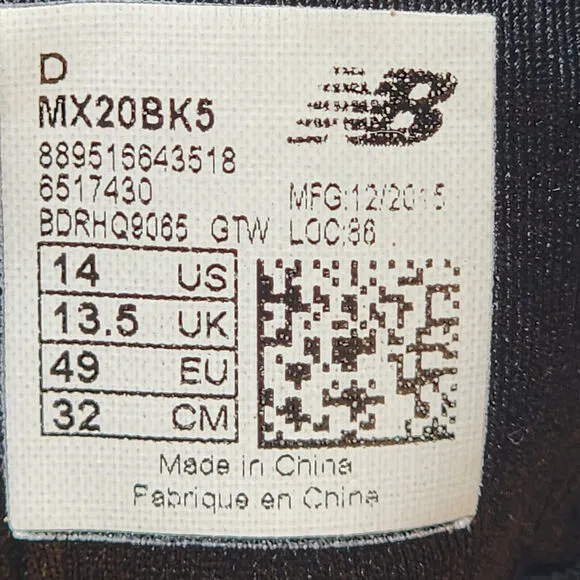 D
MX20BK5
889516643518
6517430
MFG:12/2015
BDRHQ9065 GTW LOC:86
14 US
13.5 UK
49 EU
32 CM
Made in China
Fabrique en China